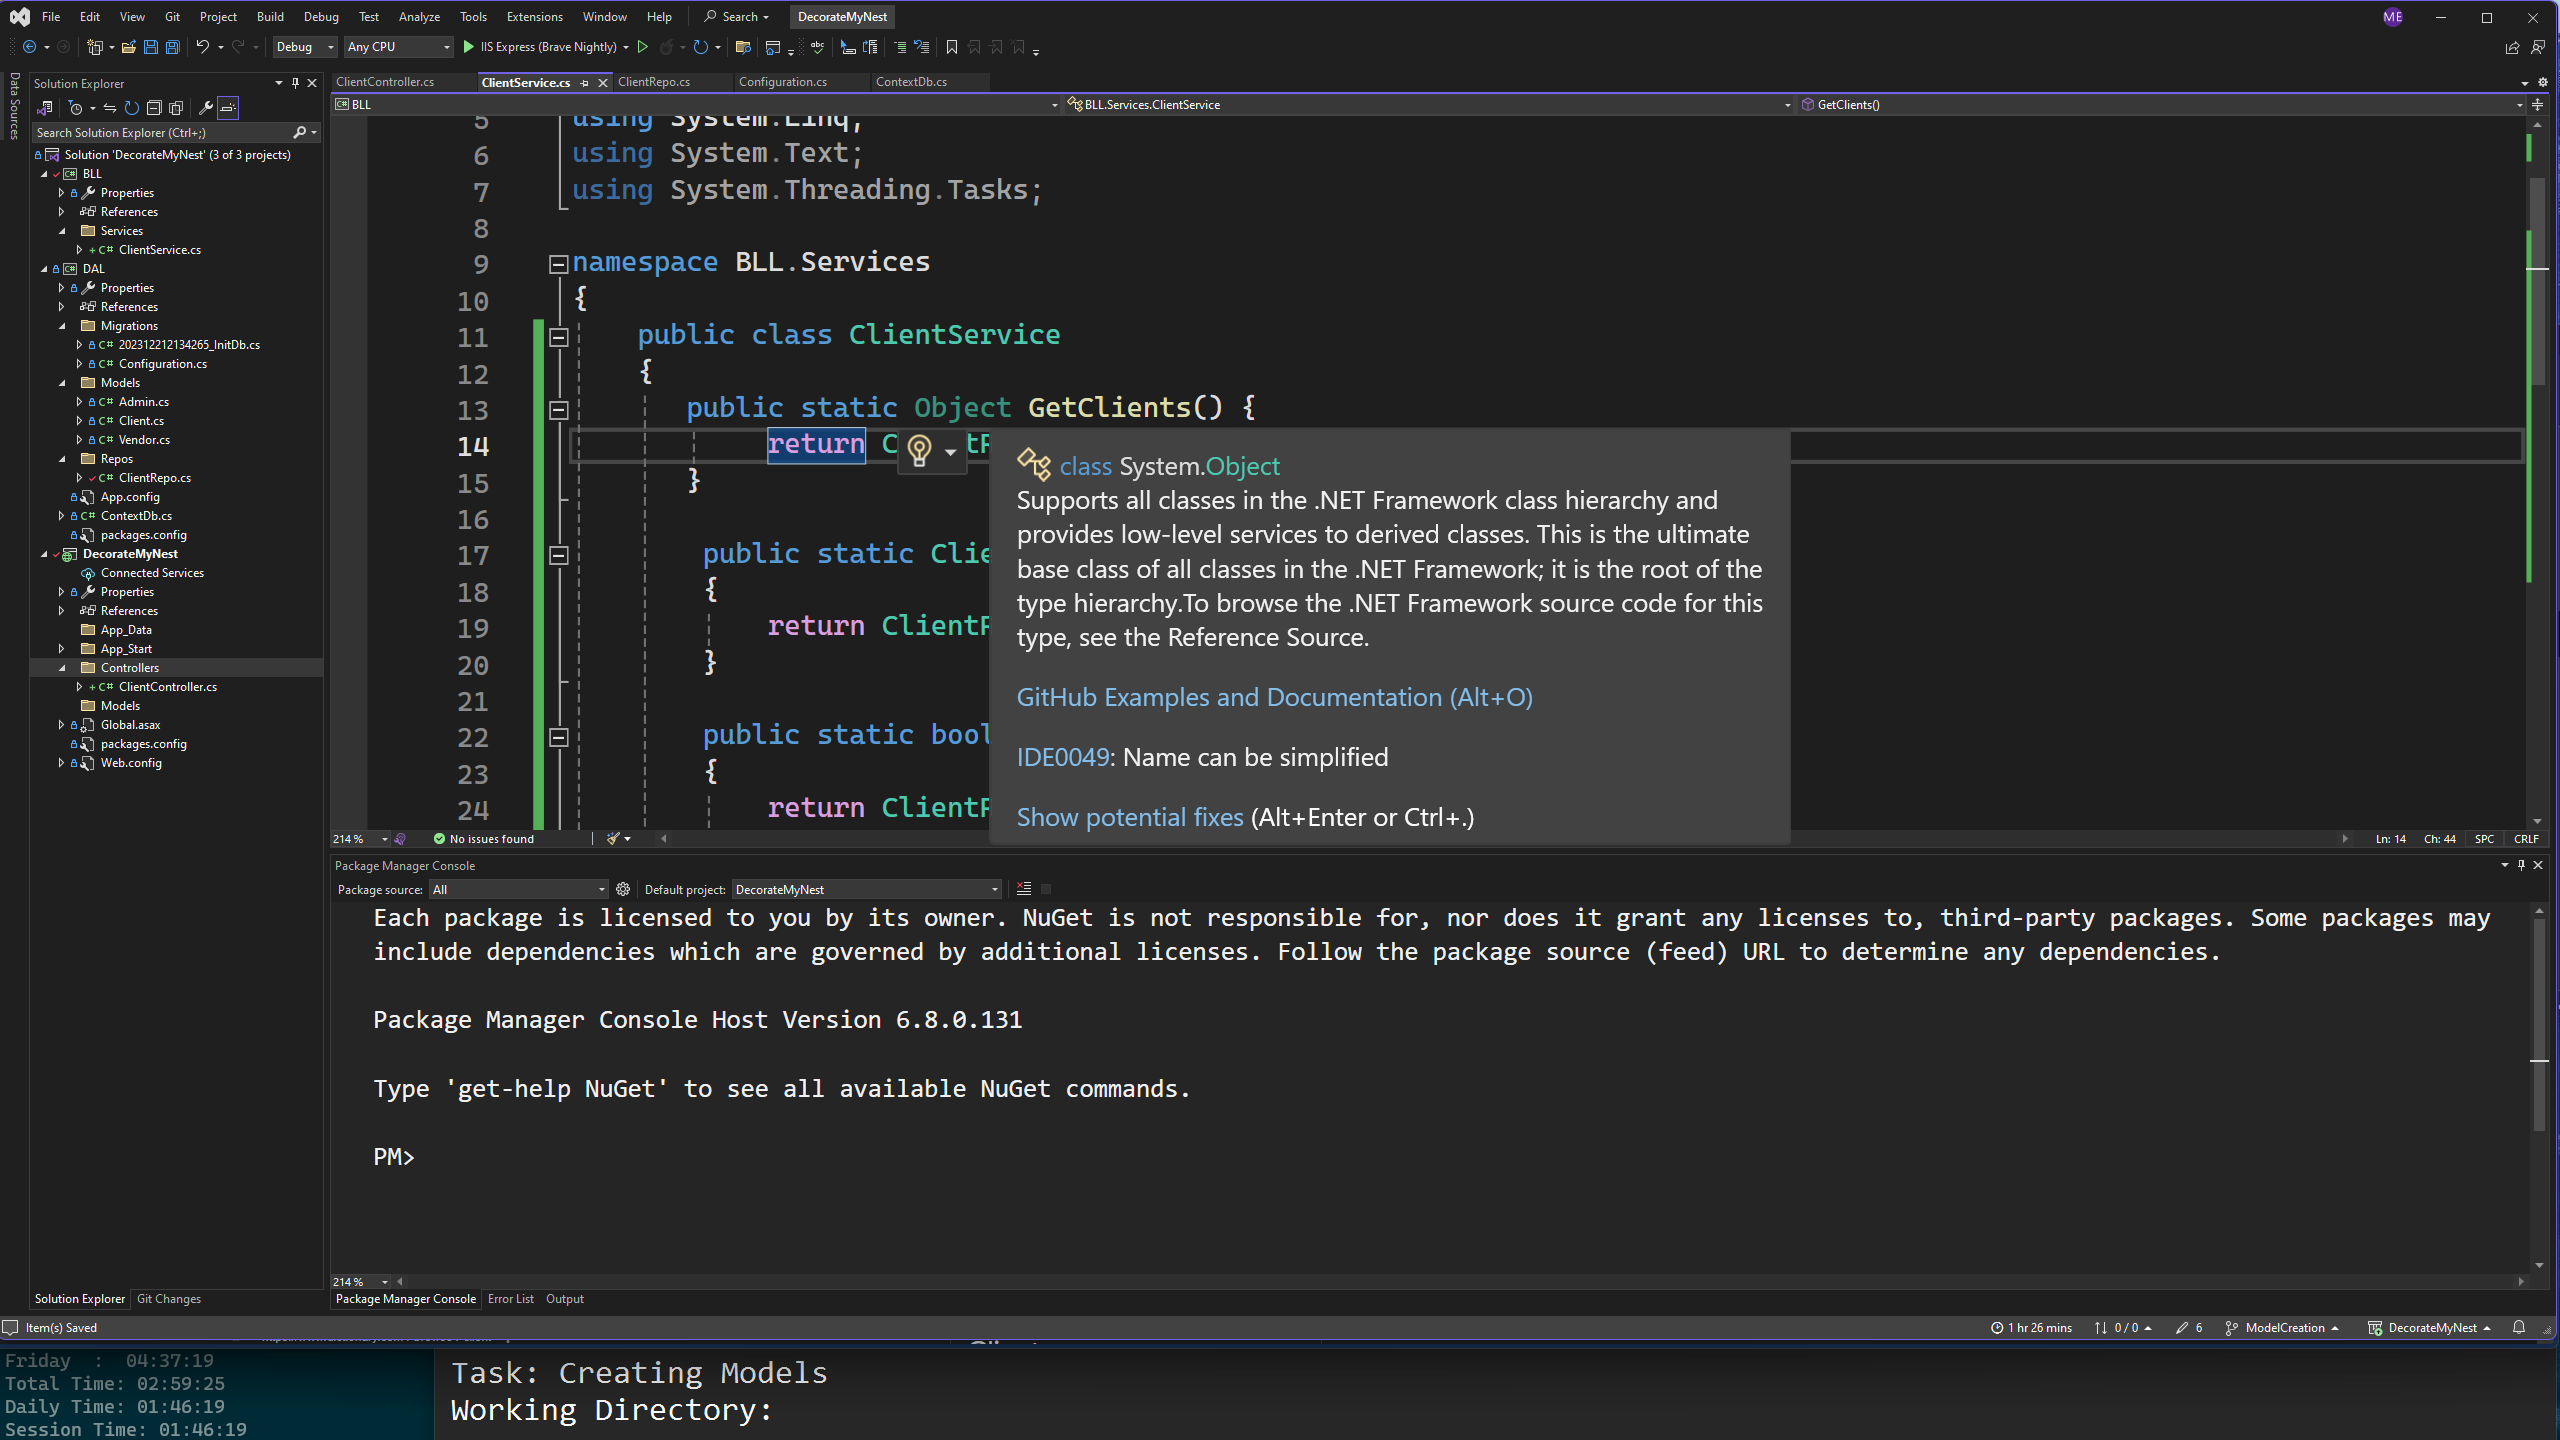 File Edit View Git Project Build Debug Test Analyze Tools Extensions Window Help Search DecorateMyNest ME
Debug Any CPU IIS Express (Brave Nightly)
Data Sources
Solution Explorer
Search Solution Explorer (Ctrl+;)
Solution 'DecorateMyNest' (3 of 3 projects)
BLL
Properties
References
Services
ClientService.cs
DAL
Properties
References
Migrations
202312212134265_InitDb.cs
Configuration.cs
Models
Admin.cs
Client.cs
Vendor.cs
Repos
ClientRepo.cs
App.config
ContextDb.cs
packages.config
DecorateMyNest
Connected Services
Properties
References
App_Data
App_Start
Controllers
ClientController.cs
Models
Global.asax
packages.config
Web.config
Solution Explorer Git Changes
ClientController.cs ClientService.cs ClientRepo.cs Configuration.cs ContextDb.cs
BLL BLL.Services.ClientService GetClients()
5 using System.Linq;
6 using System.Text;
7 using System.Threading.Tasks;
8
9 namespace BLL.Services
10 {
11 public class ClientService
12 {
13 public static Object GetClients() {
14 return C
15 }
16
17 public static Clie
18 {
19 return ClientR
20 }
21
22 public static bool
23 {
24 return ClientR
class System.Object
Supports all classes in the .NET Framework class hierarchy and
provides low-level services to derived classes. This is the ultimate
base class of all classes in the .NET Framework; it is the root of the
type hierarchy.To browse the .NET Framework source code for this
type, see the Reference Source.
GitHub Examples and Documentation (Alt+O)
IDE0049: Name can be simplified
Show potential fixes (Alt+Enter or Ctrl+.)
214 % No issues found Ln: 14 Ch: 44 SPC CRLF
Package Manager Console
Package source: All Default project: DecorateMyNest
Each package is licensed to you by its owner. NuGet is not responsible for, nor does it grant any licenses to, third-party packages. Some packages may
include dependencies which are governed by additional licenses. Follow the package source (feed) URL to determine any dependencies.
Package Manager Console Host Version 6.8.0.131
Type 'get-help NuGet' to see all available NuGet commands.
PM>
214 %
Package Manager Console Error List Output
Item(s) Saved 1 hr 26 mins 0 / 0 6 ModelCreation DecorateMyNest
Friday : 04:37:19
Total Time: 02:59:25
Daily Time: 01:46:19
Session Time: 01:46:19
Task: Creating Models
Working Directory: